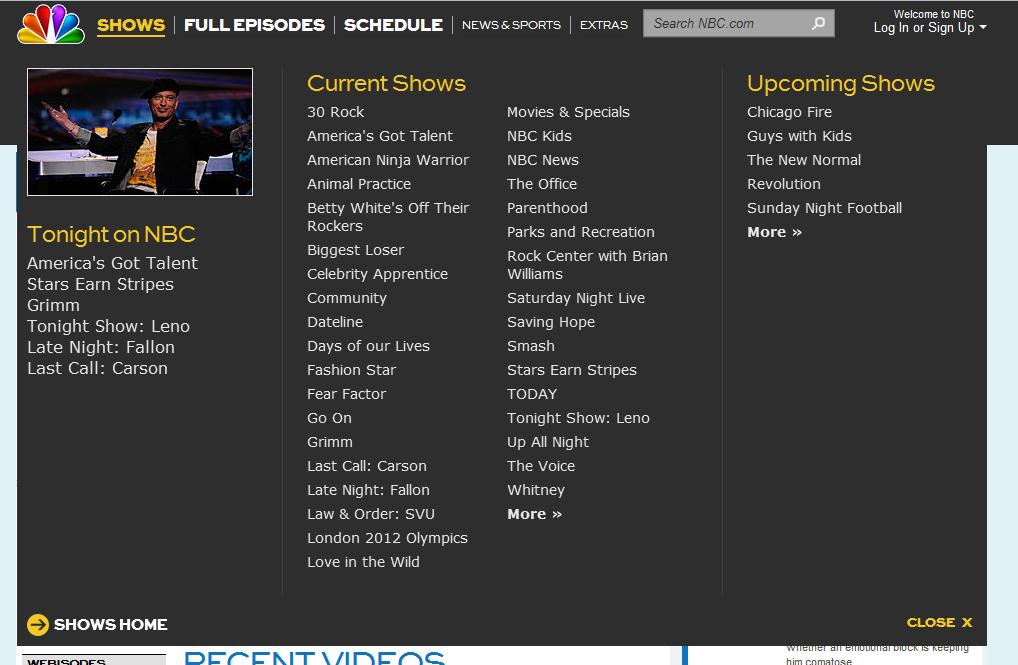 SHOWS
FULL EPISODES
SCHEDULE
NEWS & SPORTS
EXTRAS
Search NBC.com
Welcome to NBC
Log In or Sign Up
Tonight on NBC
America's Got Talent
Stars Earn Stripes
Grimm
Tonight Show: Leno
Late Night: Fallon
Last Call: Carson
Current Shows
30 Rock
America's Got Talent
American Ninja Warrior
Animal Practice
Betty White's Off Their
Rockers
Biggest Loser
Celebrity Apprentice
Community
Dateline
Days of our Lives
Fashion Star
Fear Factor
Go On
Grimm
Last Call: Carson
Late Night: Fallon
Law & Order: SVU
London 2012 Olympics
Love in the Wild
Movies & Specials
NBC Kids
NBC News
The Office
Parenthood
Parks and Recreation
Rock Center with Brian
Williams
Saturday Night Live
Saving Hope
Smash
Stars Earn Stripes
TODAY
Tonight Show: Leno
Up All Night
The Voice
Whitney
More »
Upcoming Shows
Chicago Fire
Guys with Kids
The New Normal
Revolution
Sunday Night Football
More »
SHOWS HOME
CLOSE X
WEBISODES
RECENT VIDEOS
whether an emotional block is keeping
him comatose